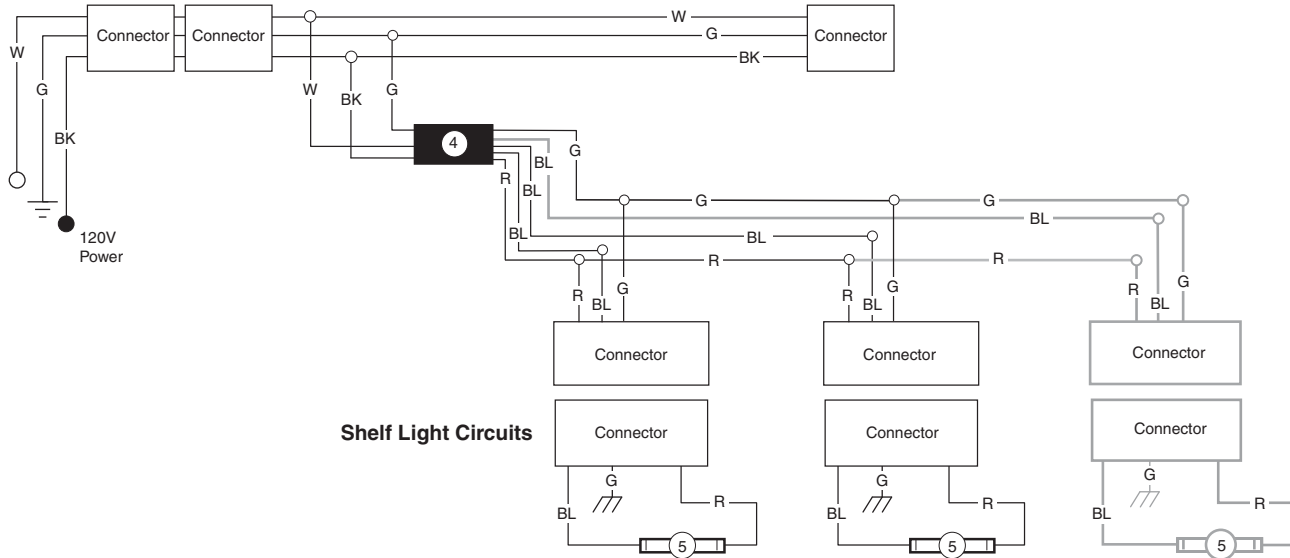 W
Connector
Connector
G
Connector
BK
W
G
BK
W
BK
G
4
G
BL
R
BL
BL
120V
Power
G
G
BL
BL
R
R
R
BL
G
R
BL
G
R
BL
G
Connector
Connector
Connector
Shelf Light Circuits
Connector
Connector
Connector
G
G
G
BL
R
BL
R
BL
R
5
5
5